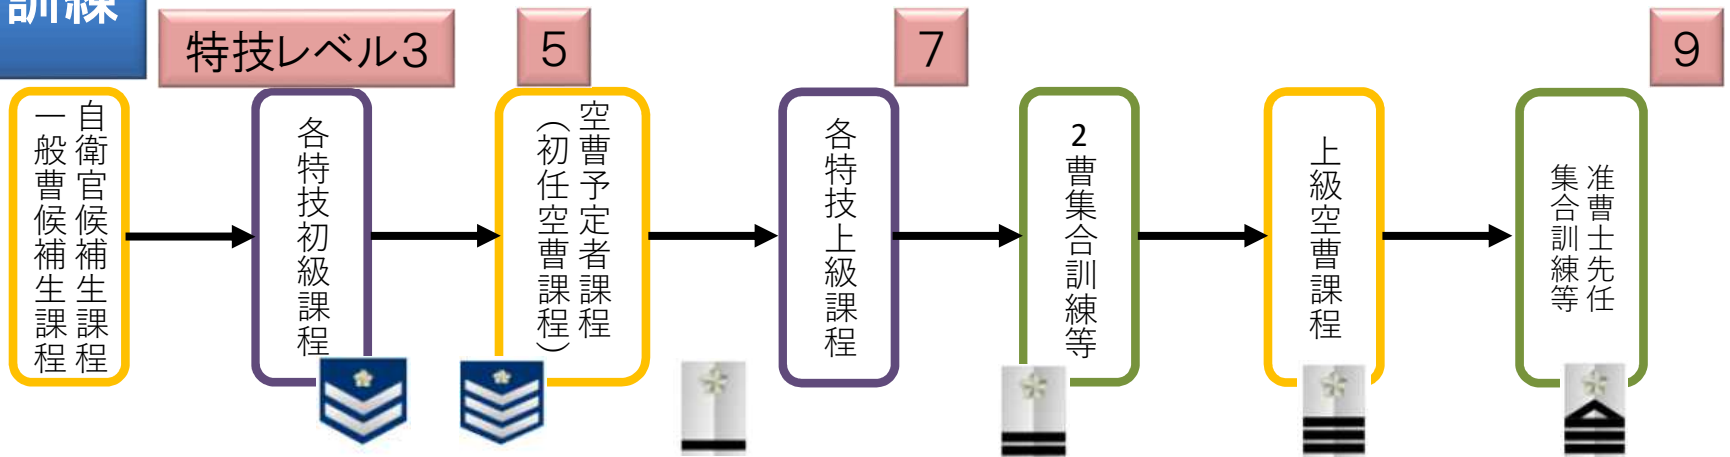 訓練
特技レベル3
5
7
9
自衛官候補生課程
一般曹候補生課程
各特技初級課程
空曹予定者課程
（初任空曹課程）
各特技上級課程
2曹集合訓練等
上級空曹課程
准曹士先任
集合訓練等